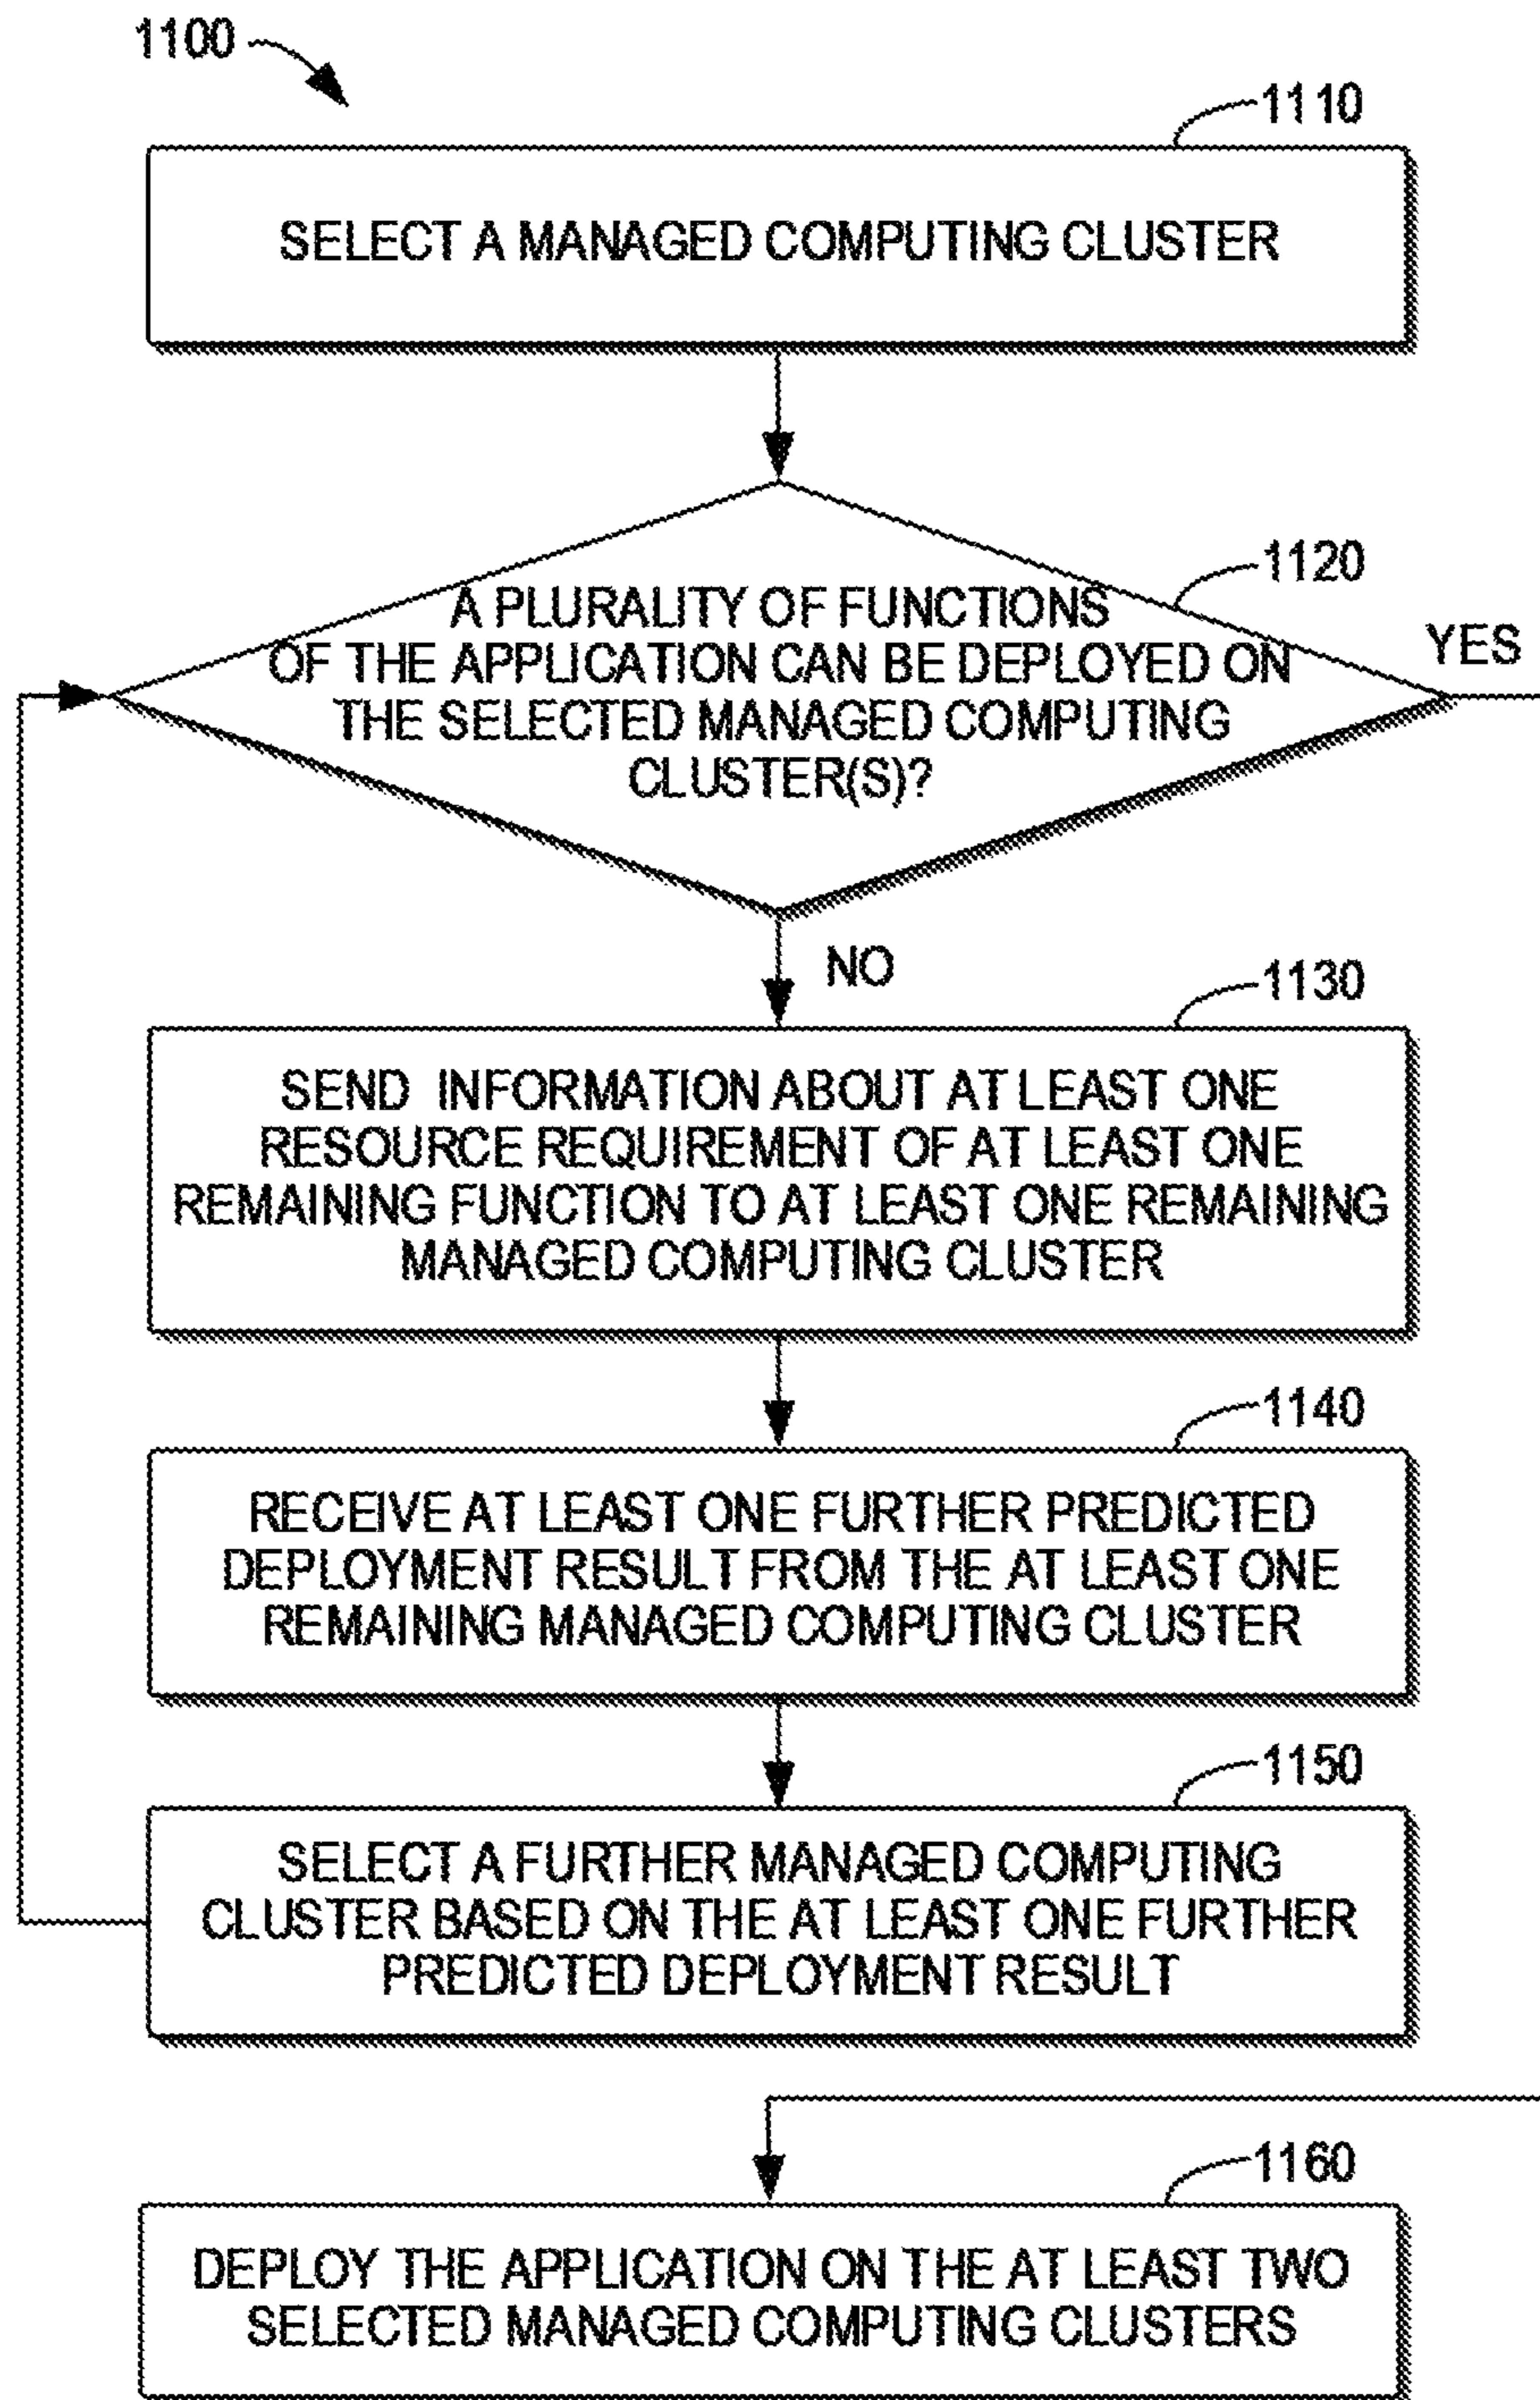 1100
1110
SELECT A MANAGED COMPUTING CLUSTER
1120
A PLURALITY OF FUNCTIONS
OF THE APPLICATION CAN BE DEPLOYED ON
THE SELECTED MANAGED COMPUTING
CLUSTER(S)?
YES
NO
1130
SEND INFORMATION ABOUT AT LEAST ONE
RESOURCE REQUIREMENT OF AT LEAST ONE
REMAINING FUNCTION TO AT LEAST ONE REMAINING
MANAGED COMPUTING CLUSTER
1140
RECEIVE AT LEAST ONE FURTHER PREDICTED
DEPLOYMENT RESULT FROM THE AT LEAST ONE
REMAINING MANAGED COMPUTING CLUSTER
1150
SELECT A FURTHER MANAGED COMPUTING
CLUSTER BASED ON THE AT LEAST ONE FURTHER
PREDICTED DEPLOYMENT RESULT
1160
DEPLOY THE APPLICATION ON THE AT LEAST TWO
SELECTED MANAGED COMPUTING CLUSTERS